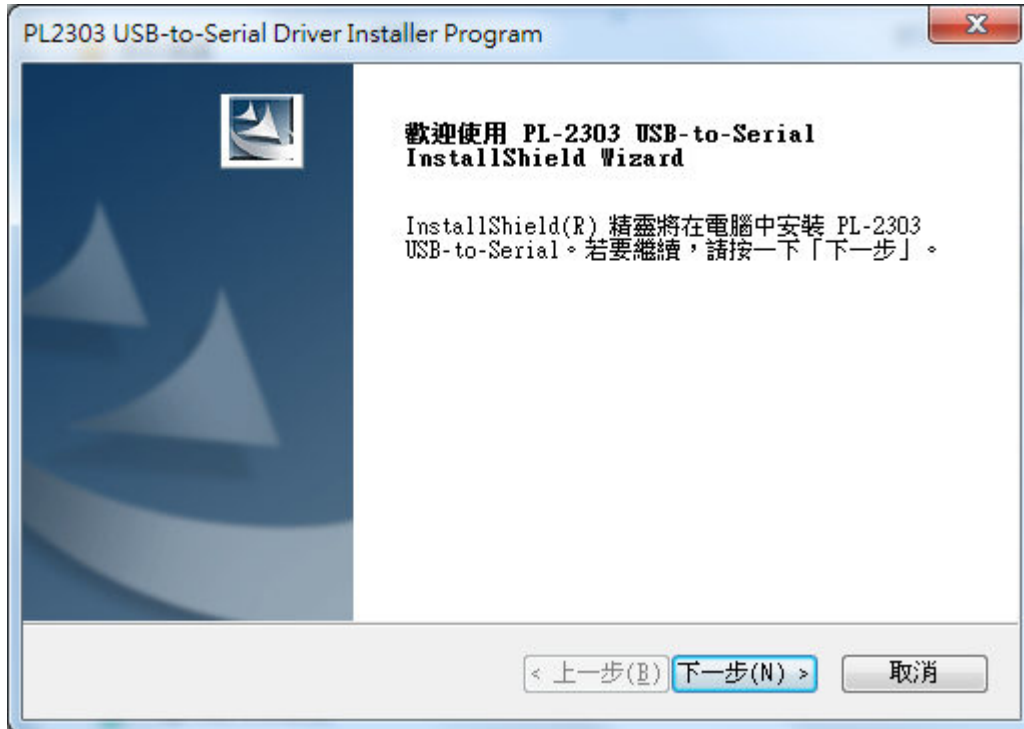 PL2303 USB-to-Serial Driver Installer Program
歡迎使用 PL-2303 USB-to-Serial
InstallShield Wizard
InstallShield(R) 精靈將在電腦中安裝 PL-2303
USB-to-Serial。若要繼續，請按一下「下一步」。
< 上一步(B)
下一步(N) >
取消